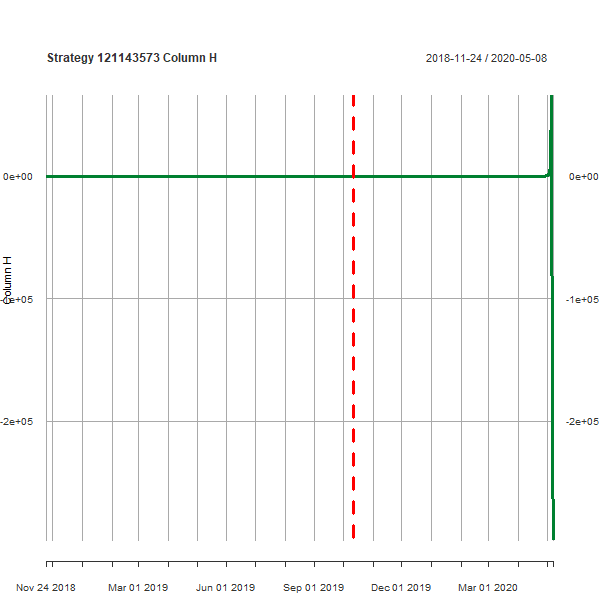 Strategy 121143573 Column H
2018-11-24 / 2020-05-08
0e+00
0e+00
Column H
-1e+05
-1e+05
-2e+05
-2e+05
Nov 24 2018
Mar 01 2019
Jun 01 2019
Sep 01 2019
Dec 01 2019
Mar 01 2020